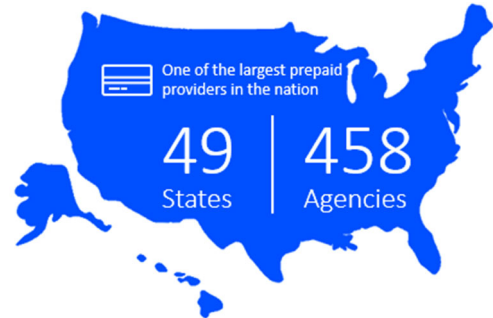 One of the largest prepaid
providers in the nation
49
458
States
Agencies